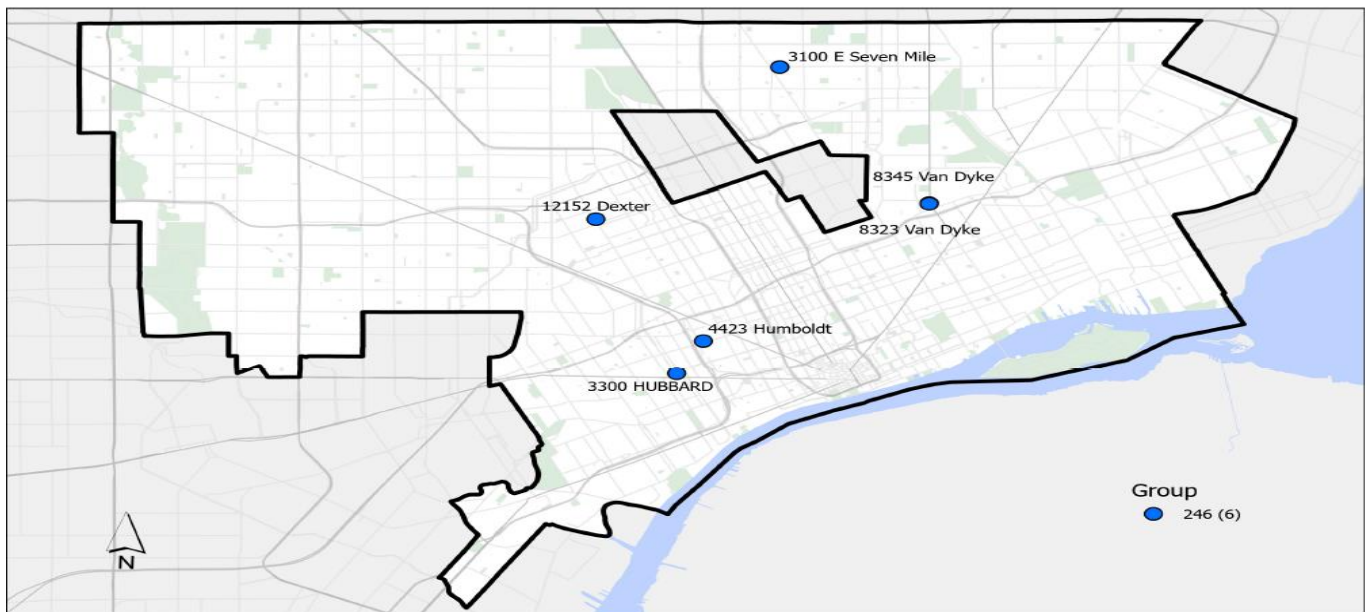 3100 E Seven Mile
8345 Van Dyke
12152 Dexter
8323 Van Dyke
4423 Humboldt
3300 HUBBARD
Group
246 (6)
N